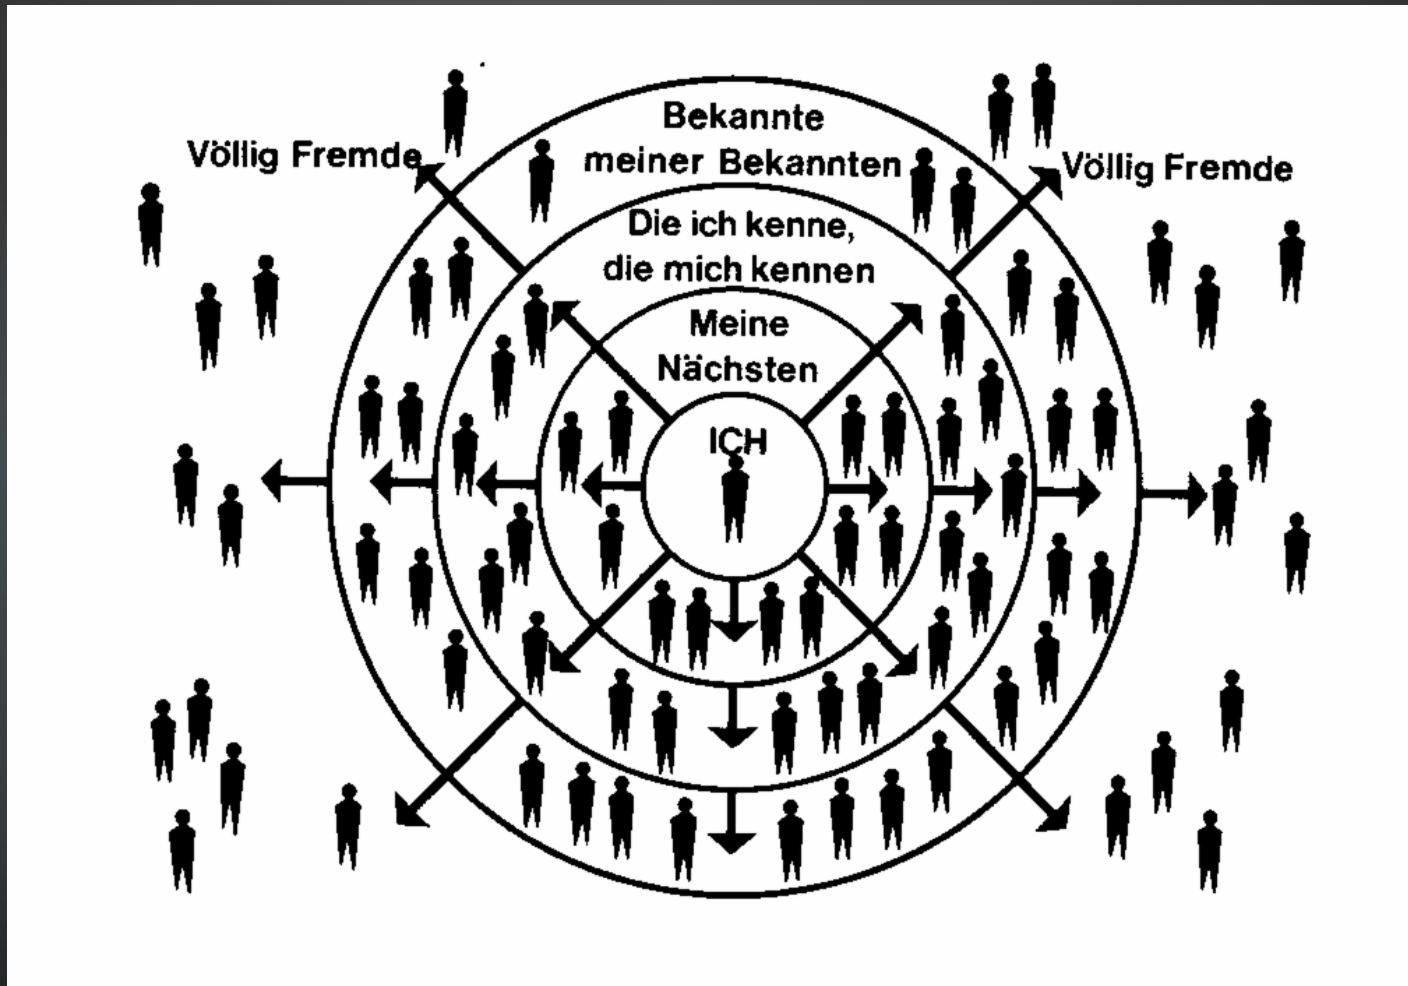 Bekannte
meiner Bekannten
Völlig Fremde
Völlig Fremde
Die ich kenne,
die mich kennen
Meine
Nächsten
ICH